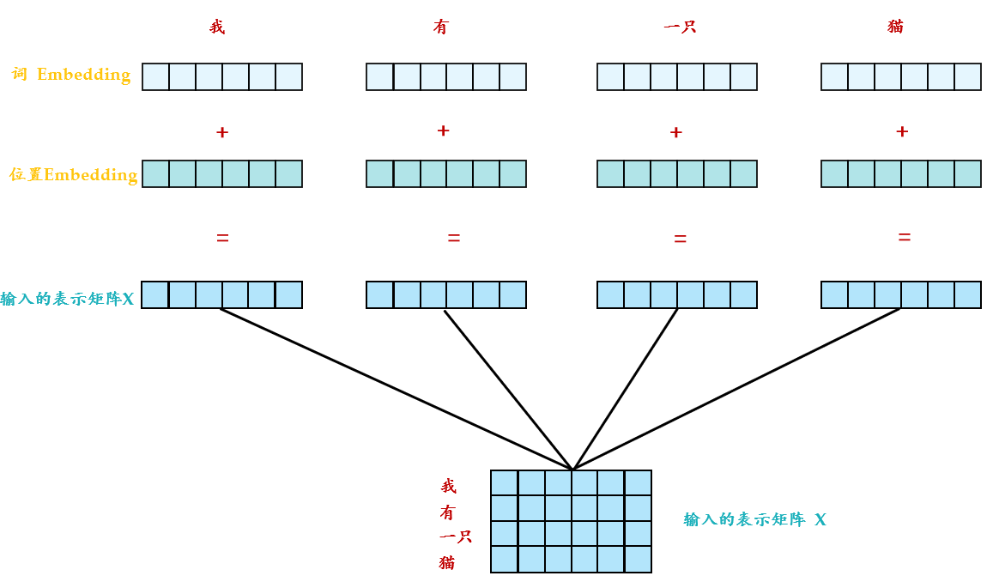 我 有 一只 猫
词 Embedding
+ + + +
位置Embedding
= = = =
输入的表示矩阵X
我
有
一只
猫
输入的表示矩阵 X